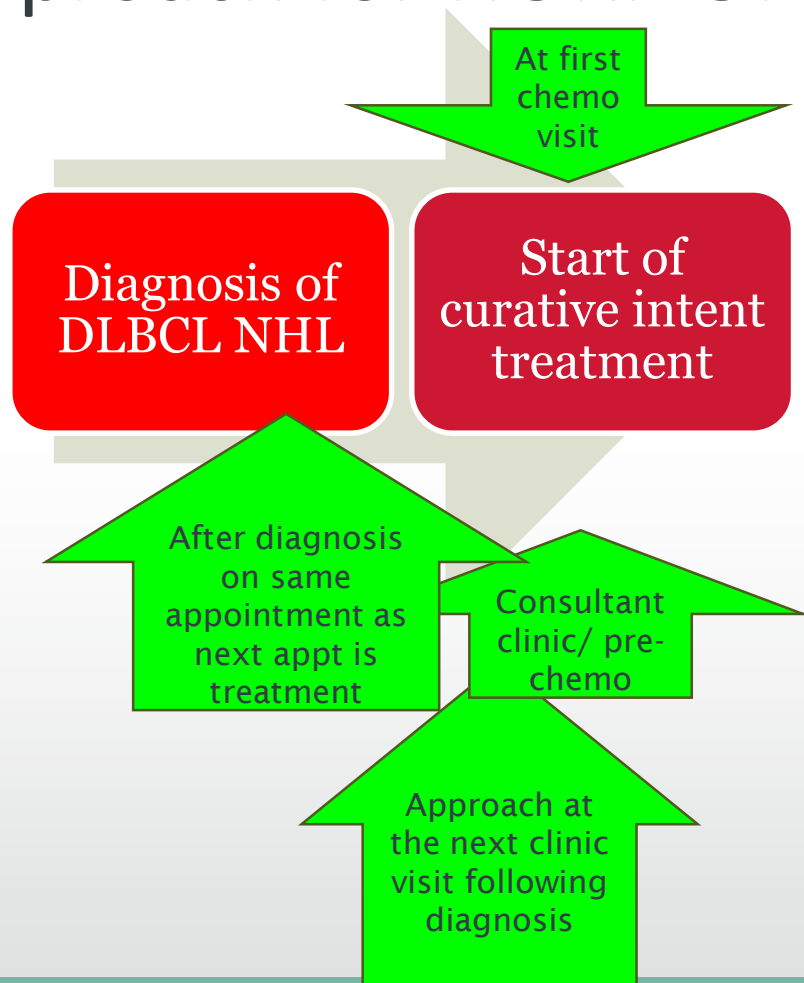 At first
chemo
visit
Diagnosis of
DLBCL NHL
Start of
curative intent
treatment
After diagnosis
on same
appointment as
next appt is
treatment
Consultant
clinic/ pre-
chemo
Approach at
the next clinic
visit following
diagnosis